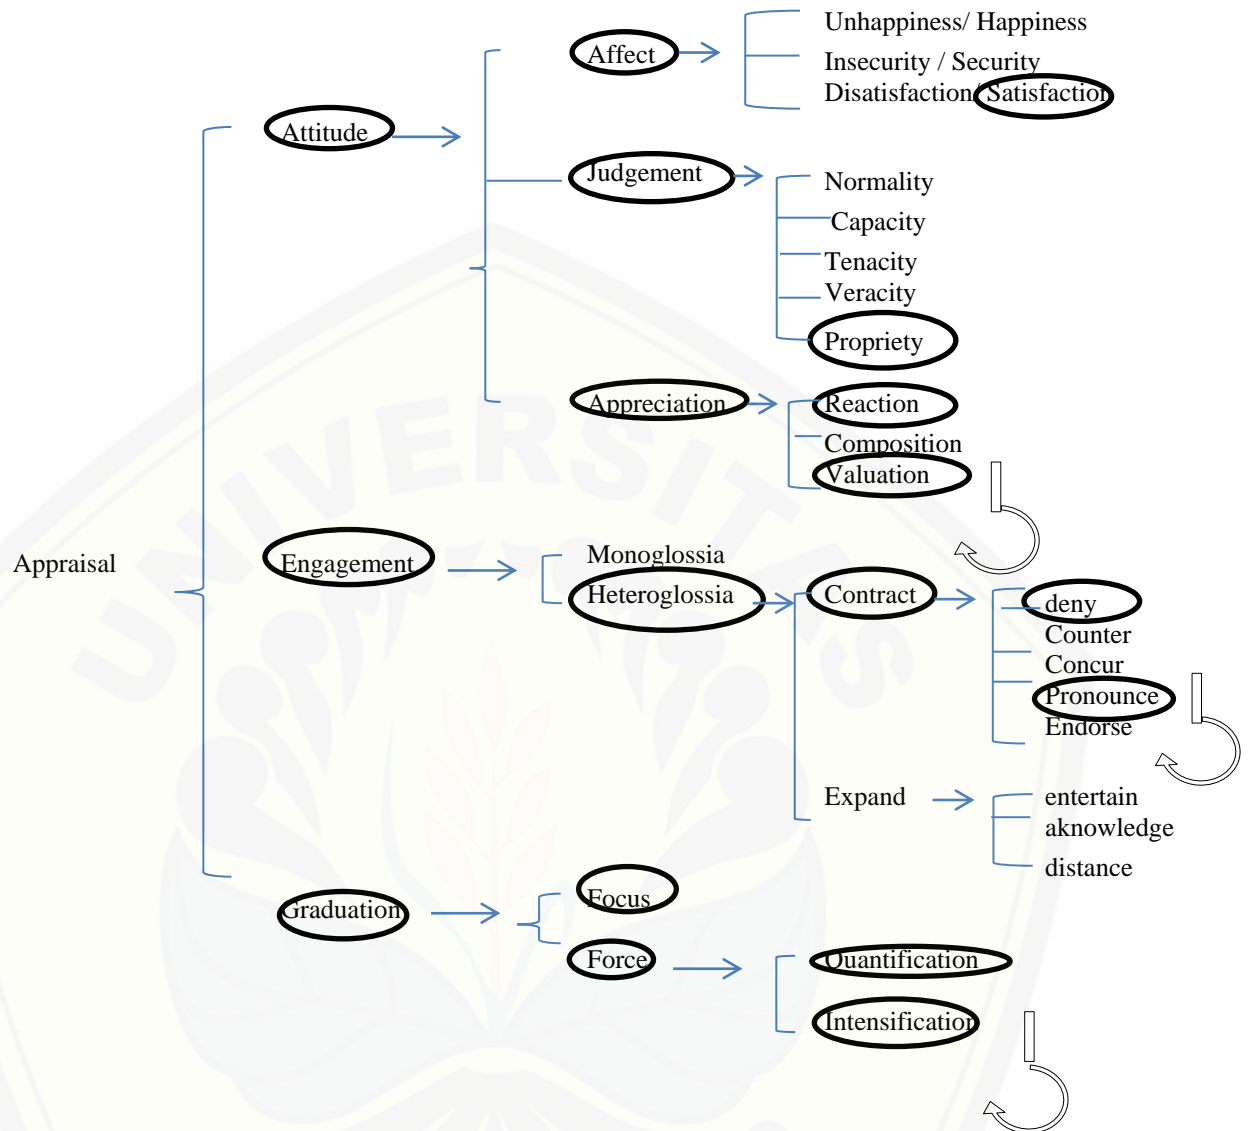 Unhappiness/ Happiness
Affect
Insecurity / Security
Disatisfaction/ Satisfaction
Attitude
Judgement
Normality
Capacity
Tenacity
Veracity
Propriety
Appreciation
Reaction
Composition
Valuation
Appraisal
Engagement
Monoglossia
Heteroglossia
Contract
deny
Counter
Concur
Pronounce
Endorse
Expand
entertain
aknowledge
distance
Graduation
Focus
Force
Quantification
Intensification
UNIVERSITAS